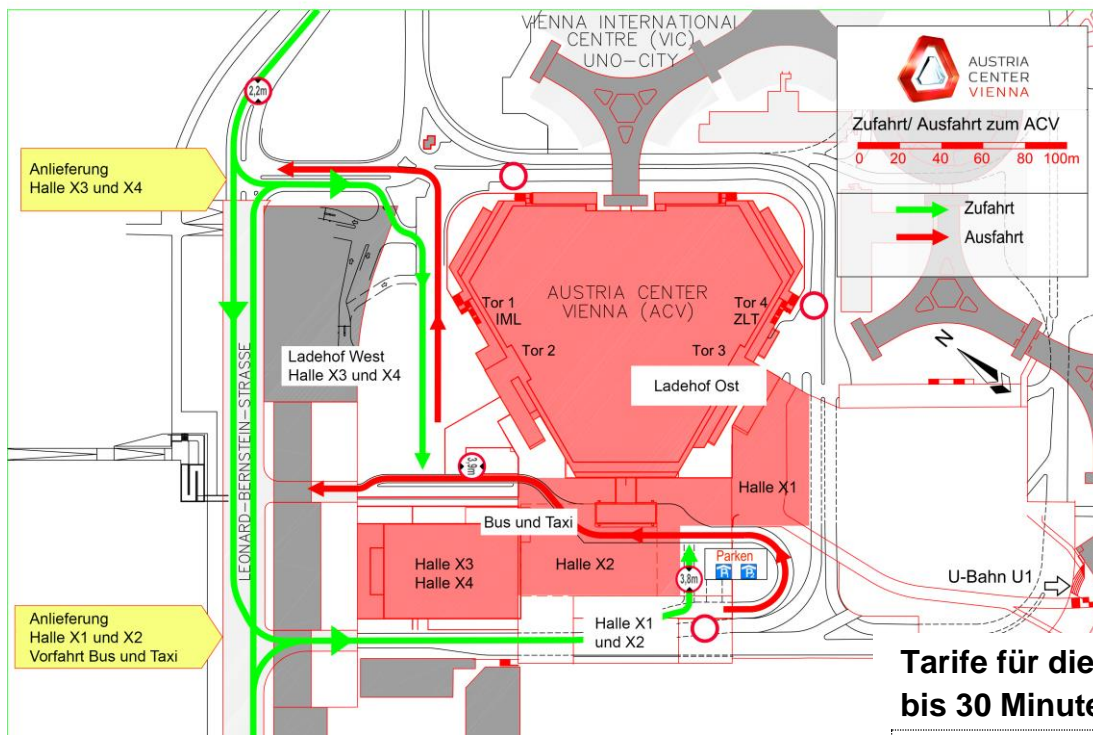 VIENNA INTERNATIONAL
CENTRE (VIC)
UNO-CITY
AUSTRIA
CENTER
VIENNA
Zufahrt/ Ausfahrt zum ACV
0 20 40 60 80 100m
Zufahrt
Ausfahrt
2,2m
Anlieferung
Halle X3 und X4
Tor 1
IML
Tor 2
AUSTRIA CENTER
VIENNA (ACV)
Tor 4
ZLT
Tor 3
N
Ladehof West
Halle X3 und X4
Ladehof Ost
LEONARD-BERNSTEIN-STRASSE
3,9m
Halle X1
Bus und Taxi
Halle X3
Halle X4
Halle X2
Parken
3,8m
U-Bahn U1
Anlieferung
Halle X1 und X2
Vorfahrt Bus und Taxi
Halle X1
und X2
Tarife für die
bis 30 Minute